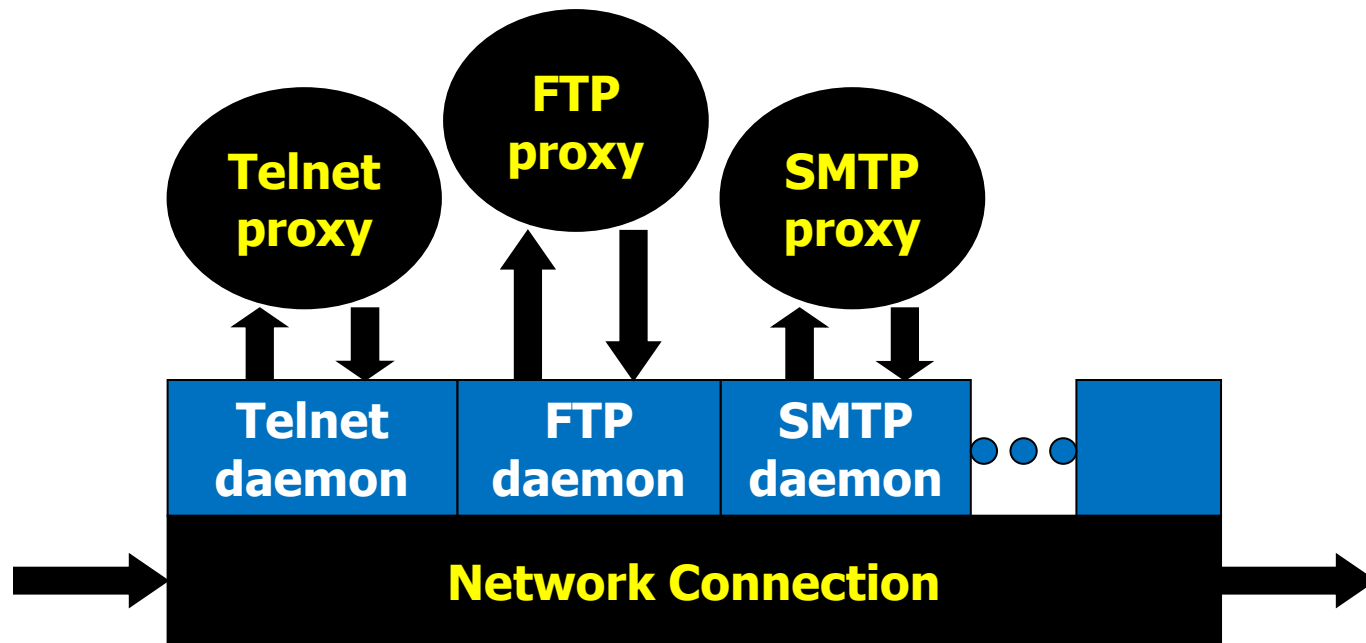 Telnet
proxy
FTP
proxy
SMTP
proxy
Telnet
daemon
FTP
daemon
SMTP
daemon
Network Connection